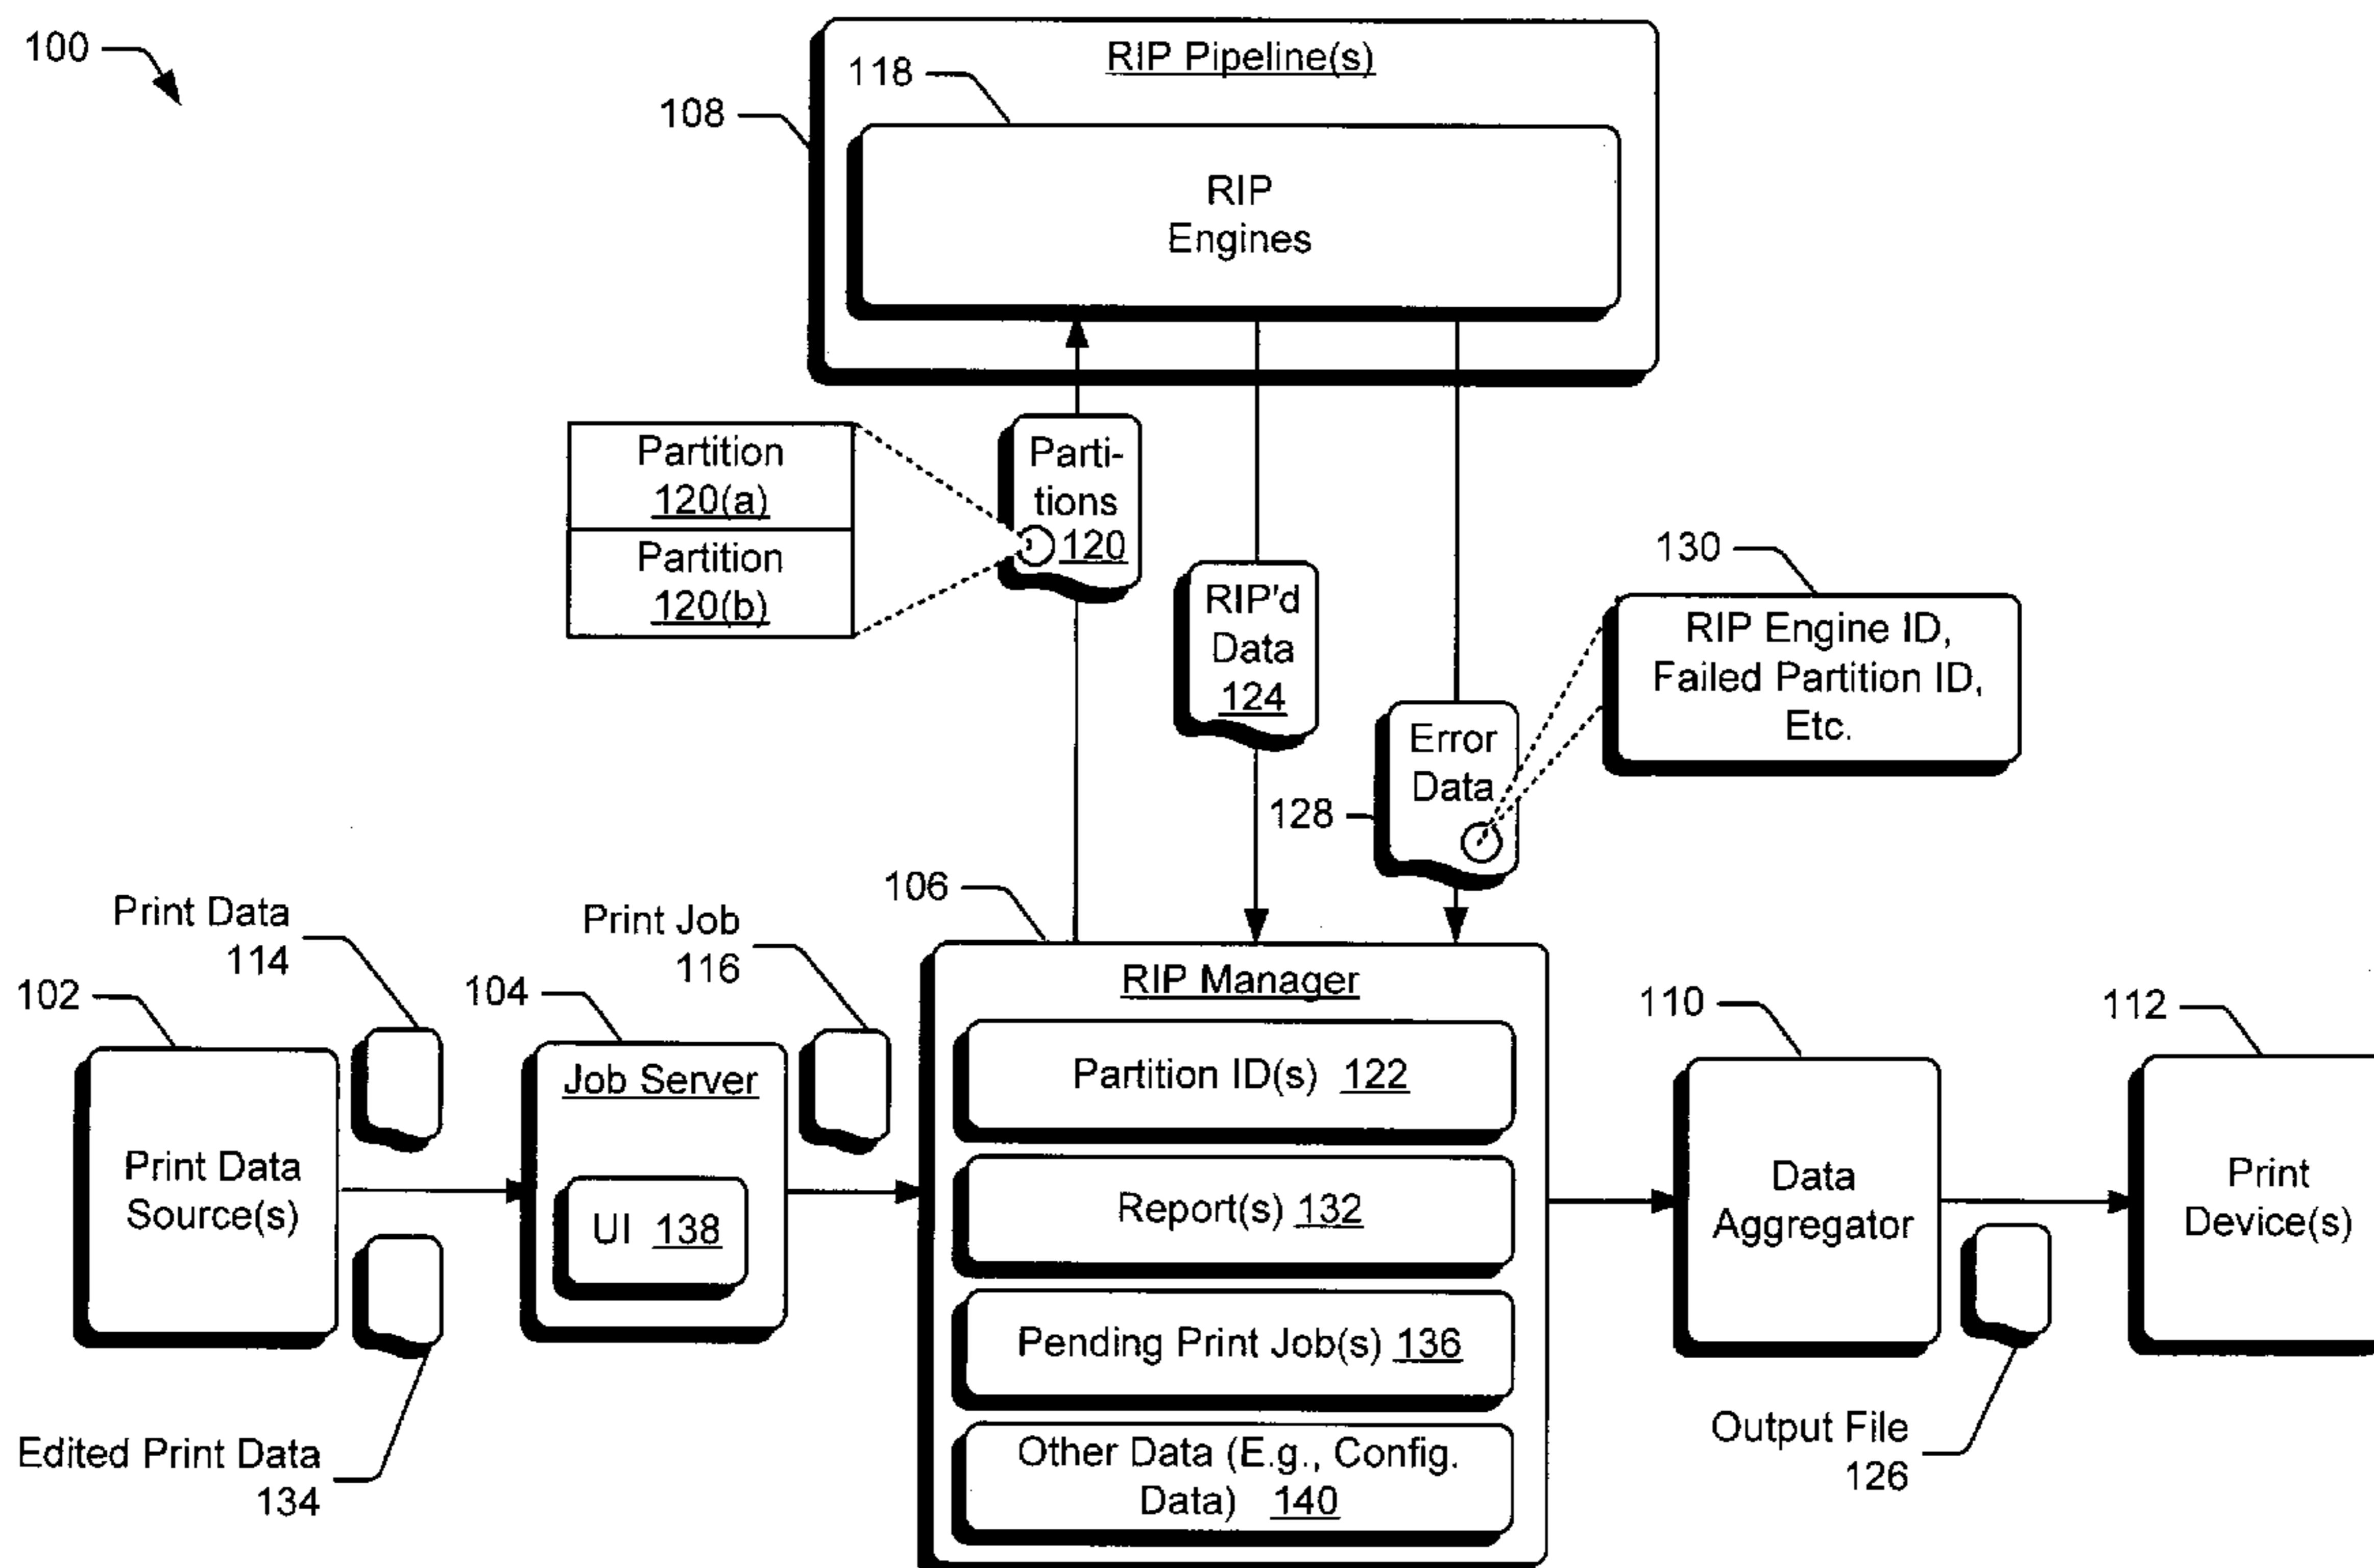 100
RIP Pipeline(s)
118
108
RIP
Engines
Partition
120(a)
Partition
120(b)
Parti-
tions
120
RIP'd
Data
124
130
RIP Engine ID,
Failed Partition ID,
Etc.
Error
Data
128
106
Print Data
114
Print Job
116
102
104
RIP Manager
110
112
Job Server
Partition ID(s) 122
Print Data
Source(s)
UI 138
Report(s) 132
Data
Aggregator
Print
Device(s)
Pending Print Job(s) 136
Edited Print Data
134
Other Data (E.g., Config.
Data) 140
Output File
126